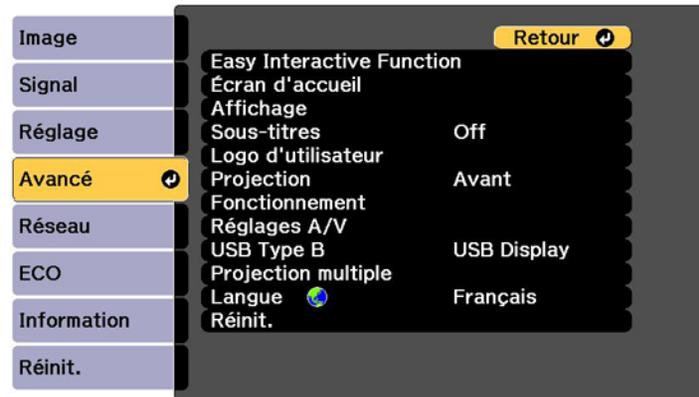 Image
Signal
Réglage
Avancé
Réseau
ECO
Information
Réinit.
Retour
Easy Interactive Function
Écran d'accueil
Affichage
Sous-titres Off
Logo d'utilisateur
Projection Avant
Fonctionnement
Réglages A/V
USB Type B USB Display
Projection multiple
Langue Français
Réinit.